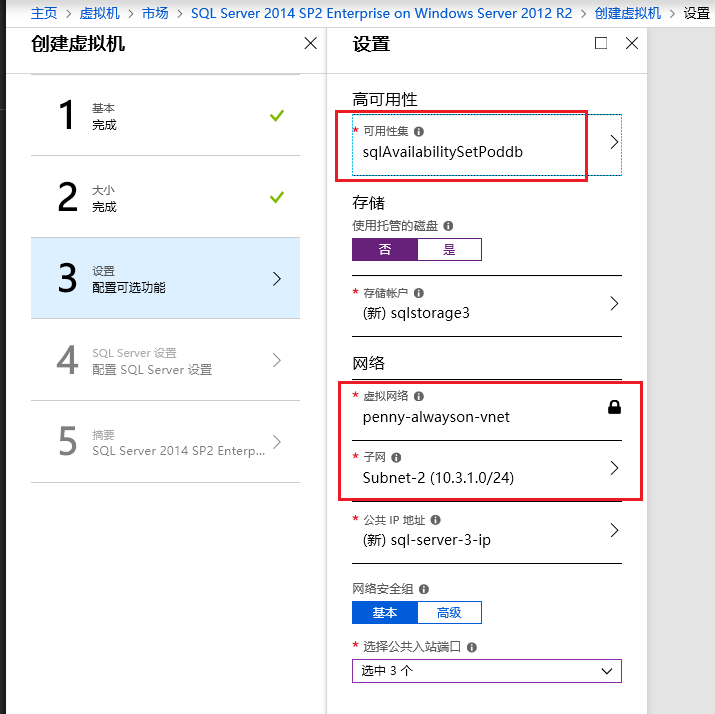 主页 > 虚拟机 > 市场 > SQL Server 2014 SP2 Enterprise on Windows Server 2012 R2 > 创建虚拟机 > 设置
创建虚拟机
1
基本
完成
2
大小
完成
3
设置
配置可选功能
4
SQL Server 设置
配置 SQL Server 设置
5
摘要
SQL Server 2014 SP2 Enterp...
设置
高可用性
* 可用性集
sqlAvailabilitySetPoddb
存储
使用托管的磁盘
否 是
* 存储帐户
(新) sqlstorage3
网络
* 虚拟网络
penny-alwayson-vnet
* 子网
Subnet-2 (10.3.1.0/24)
* 公共 IP 地址
(新) sql-server-3-ip
网络安全组
基本 高级
* 选择公共入站端口
选中 3 个